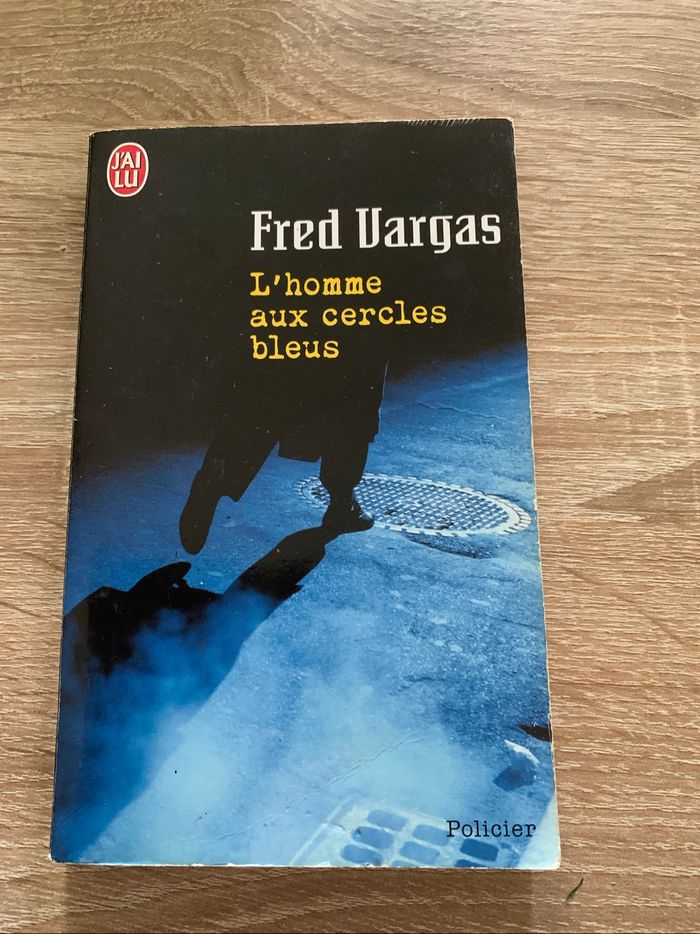 J'AI
LU
Fred Vargas
L'homme
aux cercles
bleus
Policier